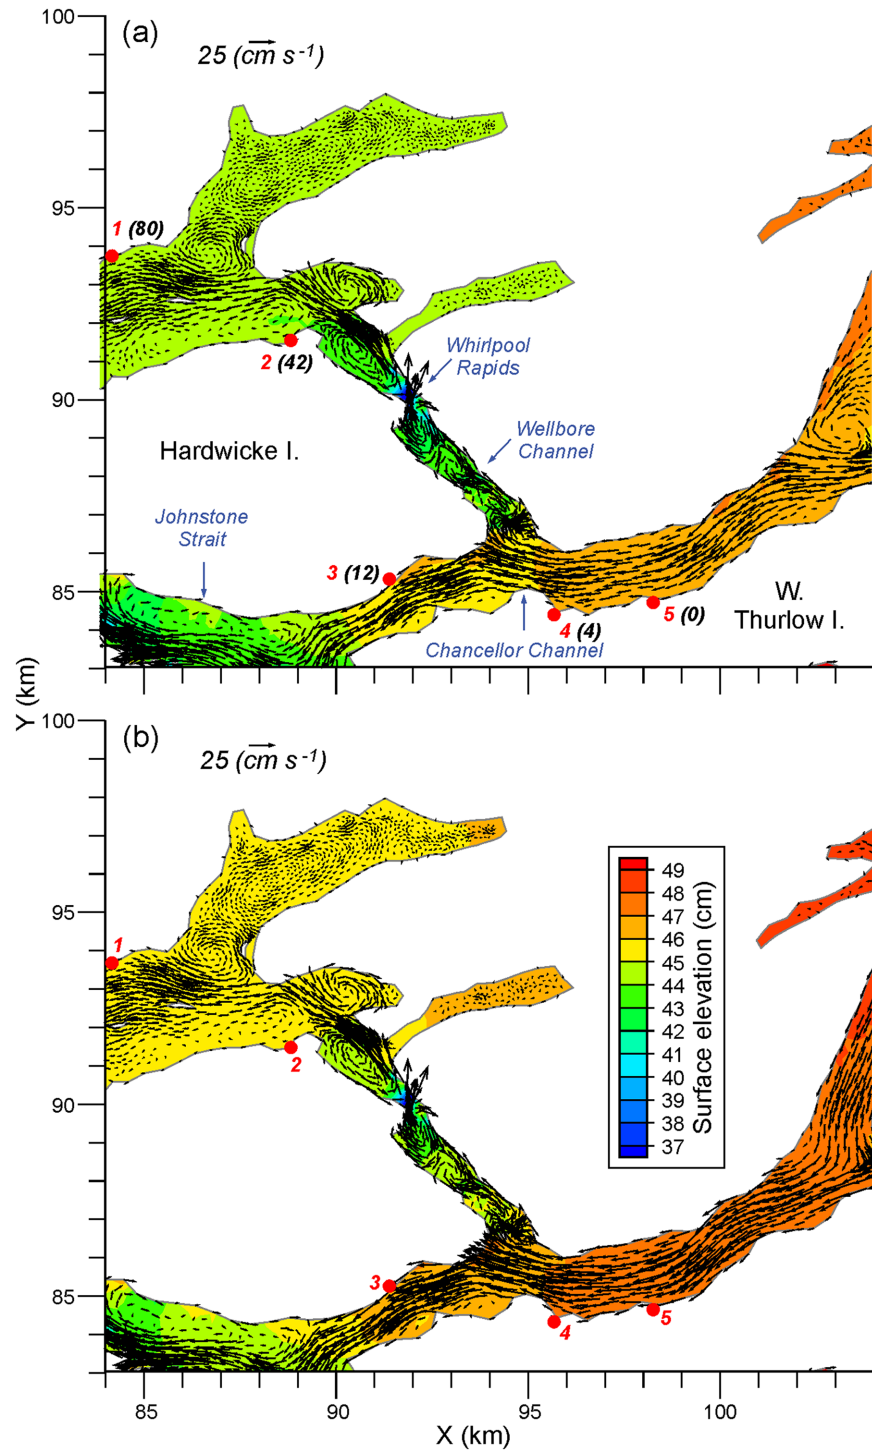 100
(a)
25 (cm s⁻¹)
95
1 (80)
2 (42)
Whirlpool
Rapids
90
Wellbore
Channel
Hardwicke I.
Johnstone
Strait
3 (12)
85
W.
Thurlow I.
4 (4)
5 (0)
Chancellor Channel
Y (km)
100
(b)
25 (cm s⁻¹)
95
1
2
90
49
48
47
46
45
44
43
42
41
40
39
38
37
Surface elevation (cm)
3
85
4
5
85
90
95
100
X (km)